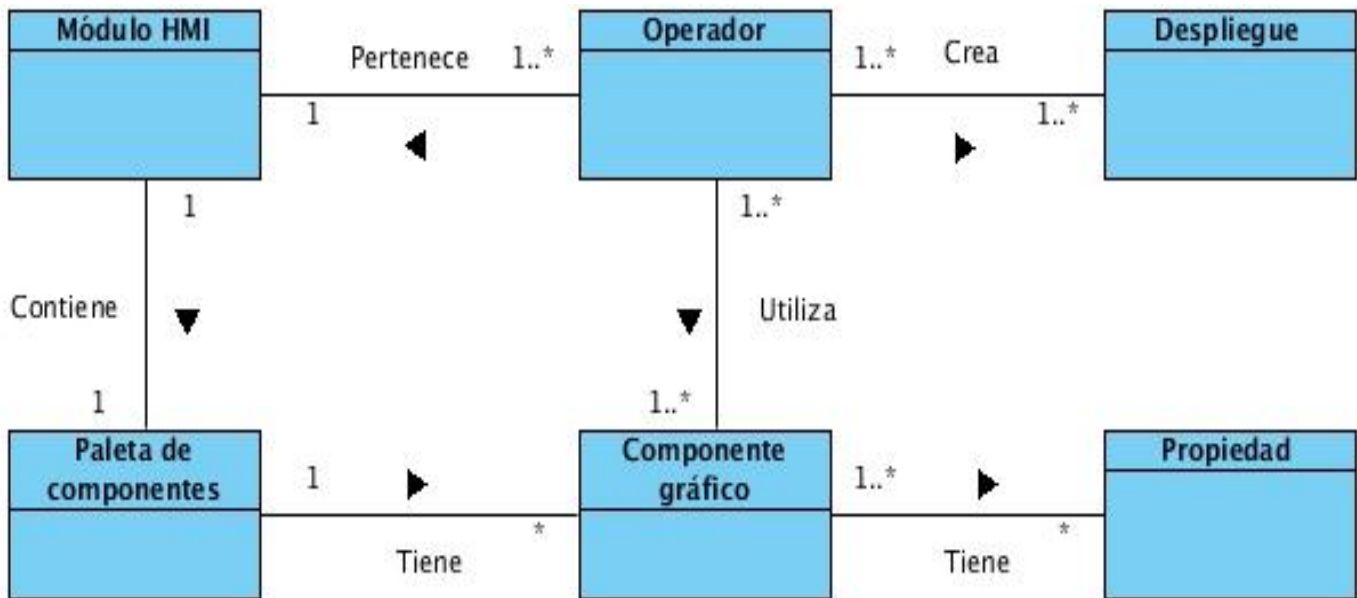 Módulo HMI
Pertenece
1..*
1
Operador
1..*
Crea
1..*
Despliegue
1
Contiene
1
1..*
Utiliza
1..*
Paleta de
componentes
1
*
Tiene
Componente
gráfico
1..*
*
Tiene
Propiedad